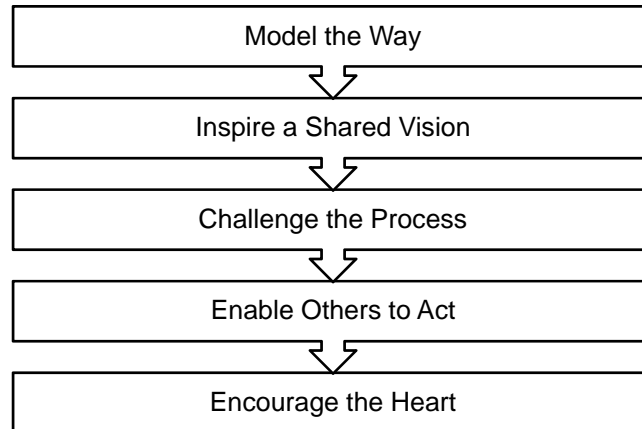 Model the Way
Inspire a Shared Vision
Challenge the Process
Enable Others to Act
Encourage the Heart